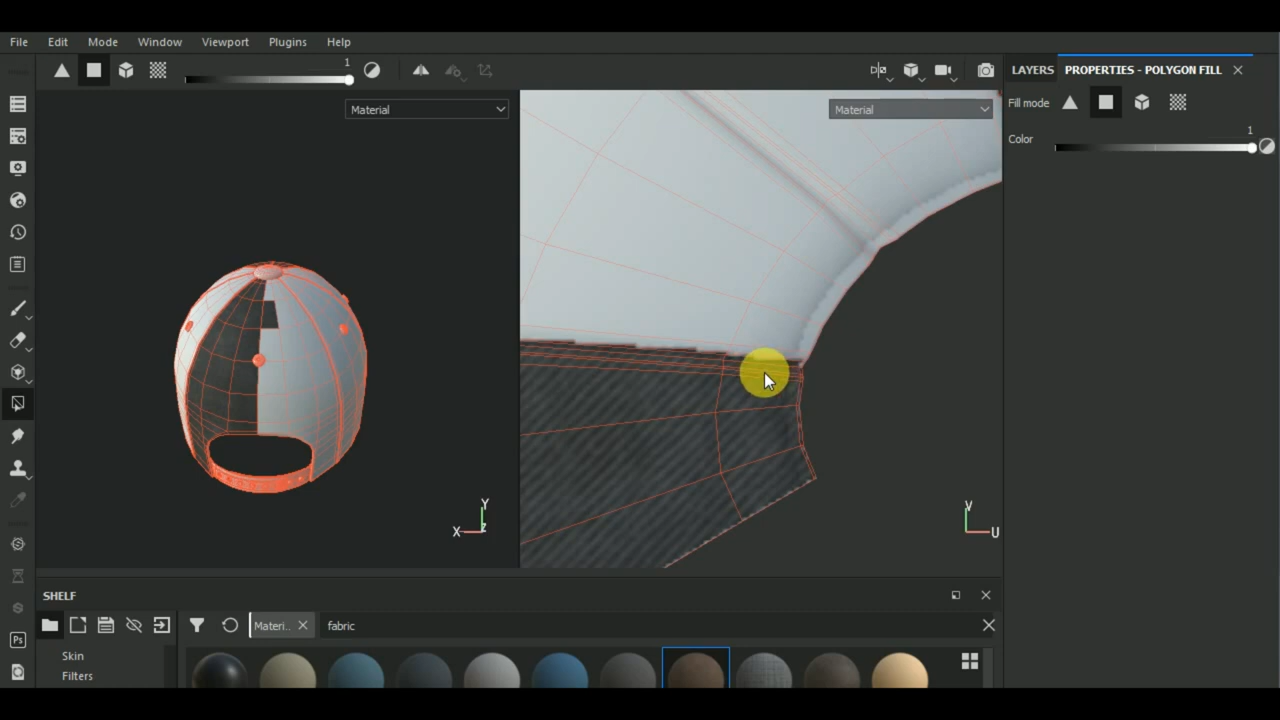 File Edit Mode Window Viewport Plugins Help
1
LAYERS PROPERTIES - POLYGON FILL
Material
Material
Fill mode
1
Color
Y
X
Z
V
U
SHELF
Materi..
fabric
Ps
Skin
Filters